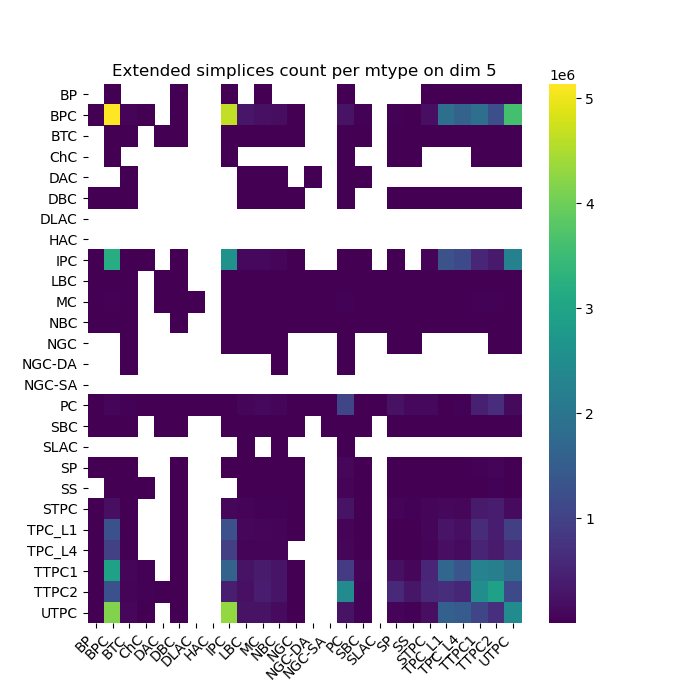 Extended simplices count per mtype on dim 5
1e6
BP
BPC
BTC
ChC
DAC
DBC
DLAC
HAC
IPC
LBC
MC
NBC
NGC
NGC-DA
NGC-SA
PC
SBC
SLAC
SP
SS
STPC
TPC_L1
TPC_L4
TTPC1
TTPC2
UTPC
5
4
3
2
1
BP
BPC
BTC
ChC
DAC
DBC
DLAC
HAC
IPC
LBC
MC
NBC
NGC
NGC-DA
NGC-SA
PC
SBC
SLAC
SP
SS
STPC
TPC_L1
TPC_L4
TTPC1
TTPC2
UTPC